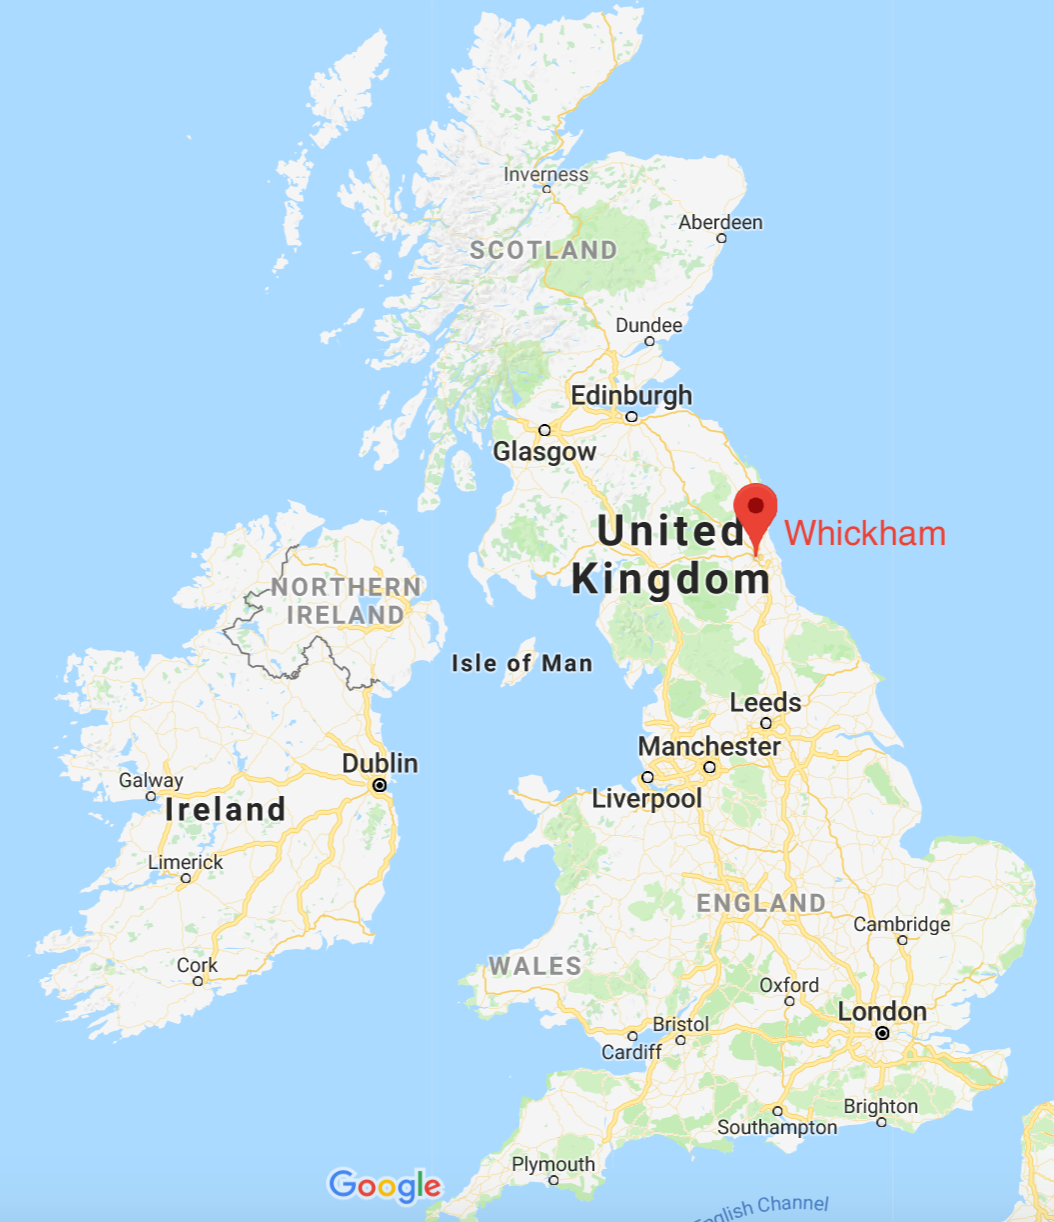 Inverness
Aberdeen
SCOTLAND
Dundee
Edinburgh
Glasgow
United
Kingdom
Whickham
NORTHERN
IRELAND
Isle of Man
Leeds
Manchester
Liverpool
Dublin
Galway
Ireland
Limerick
Cork
ENGLAND
Cambridge
WALES
Oxford
London
Bristol
Cardiff
Brighton
Southampton
Plymouth
Google
nglish Channel